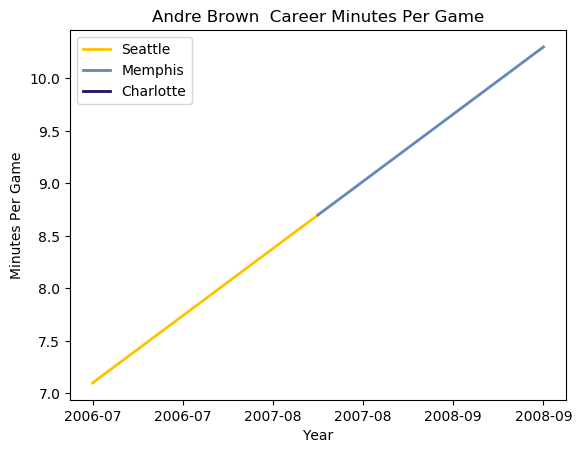 Andre Brown  Career Minutes Per Game
Seattle
Memphis
Charlotte
10.0
9.5
9.0
8.5
8.0
7.5
7.0
Minutes Per Game
2006-07 2006-07 2007-08 2007-08 2008-09 2008-09
Year